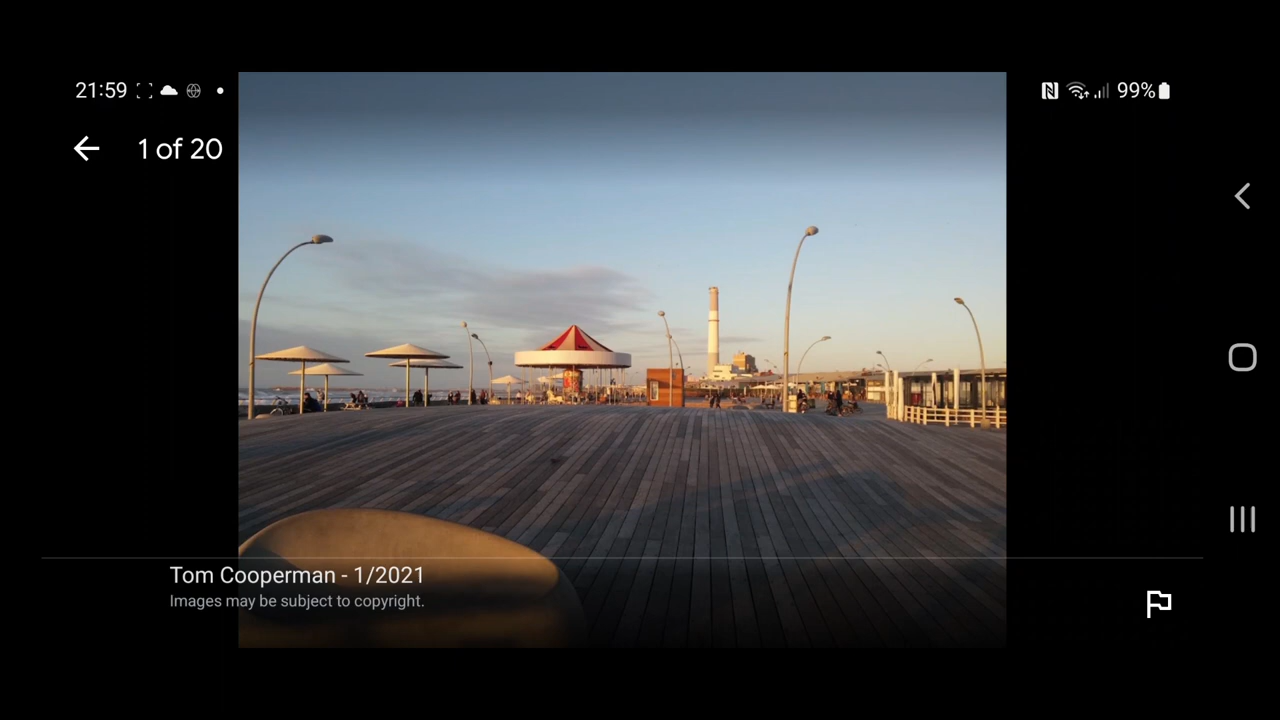 21:59
99%
1 of 20
Tom Cooperman - 1/2021
Images may be subject to copyright.